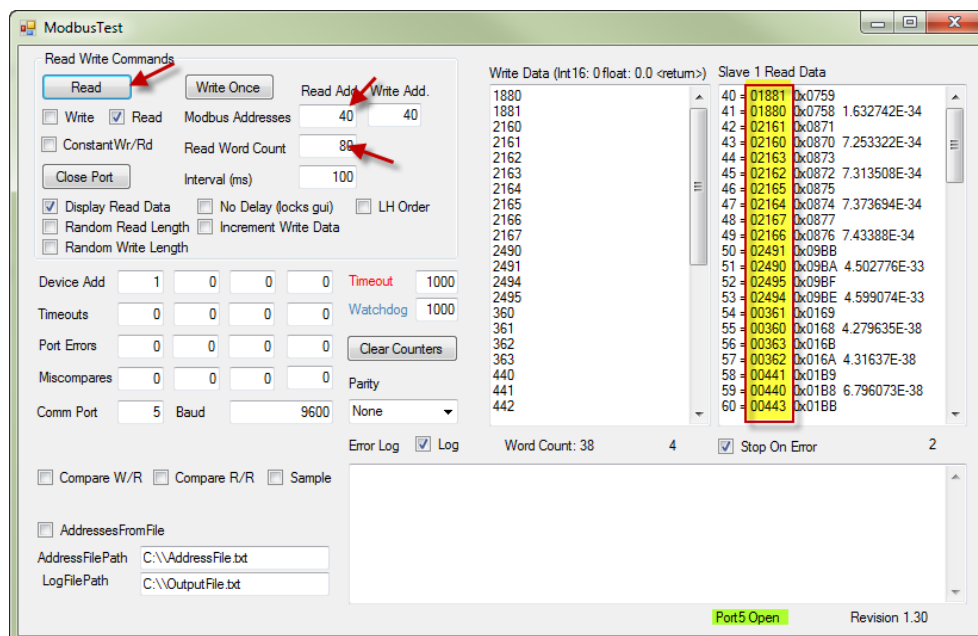 ModbusTest
Read Write Commands
Read
Write Once
Read Add. Write Add.
Write Read Modbus Addresses 40 40
ConstantWr/Rd Read Word Count 80
Close Port Interval (ms) 100
Display Read Data No Delay (locks gui) LH Order
Random Read Length Increment Write Data
Random Write Length
Device Add 1 0 0 0 Timeout 1000
Timeouts 0 0 0 0 Watchdog 1000
Port Errors 0 0 0 0 Clear Counters
Miscompares 0 0 0 0 Parity
Comm Port 5 Baud 9600 None
Write Data (Int16: 0 float: 0.0 <return>)
1880
1881
2160
2161
2162
2163
2164
2165
2166
2167
2490
2491
2494
2495
360
361
362
363
440
441
442
Slave 1 Read Data
40 = 01881 0x0759
41 = 01880 0x0758 1.632742E-34
42 = 02161 0x0871
43 = 02160 0x0870 7.253322E-34
44 = 02163 0x0873
45 = 02162 0x0872 7.313508E-34
46 = 02165 0x0875
47 = 02164 0x0874 7.373694E-34
48 = 02167 0x0877
49 = 02166 0x0876 7.43388E-34
50 = 02491 0x09BB
51 = 02490 0x09BA 4.502776E-33
52 = 02495 0x09BF
53 = 02494 0x09BE 4.599074E-33
54 = 00361 0x0169
55 = 00360 0x0168 4.279635E-38
56 = 00363 0x016B
57 = 00362 0x016A 4.31637E-38
58 = 00441 0x01B9
59 = 00440 0x01B8 6.796073E-38
60 = 00443 0x01BB
Error Log Log Word Count: 38 4 Stop On Error 2
Compare W/R Compare R/R Sample
AddressesFromFile
AddressFilePath C:\\AddressFile.txt
LogFilePath C:\\OutputFile.txt
Port5 Open Revision 1.30